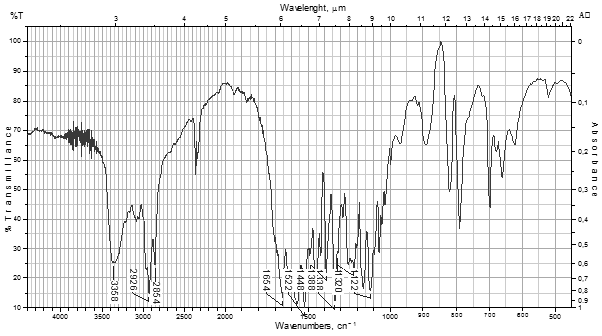 Wavelenght, μm
%T 3 4 5 6 7 8 9 10 11 12 13 14 15 16 17 18 19 20 22
100 90 80 70 60 50 40 30 20 10
% Transmittance
0 0,1 0,2 0,3 0,4 0,5 0,6 0.7 0.8 0.9 1
Absorbance
3358 2926 2854 1654 1522 1448 1388 1338 1320 1122
4000 3500 3000 2500 2000 1500 1000 900 800 700 600 500
Wavenumbers, cm⁻¹